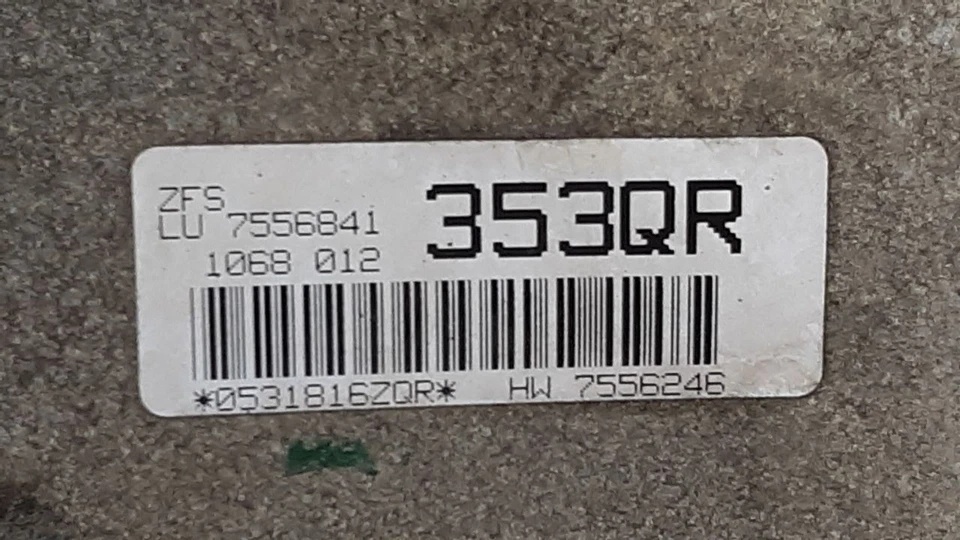 ZFS
LU 7556841
353QR
1068 012
*0531816ZQR* HW 7556246